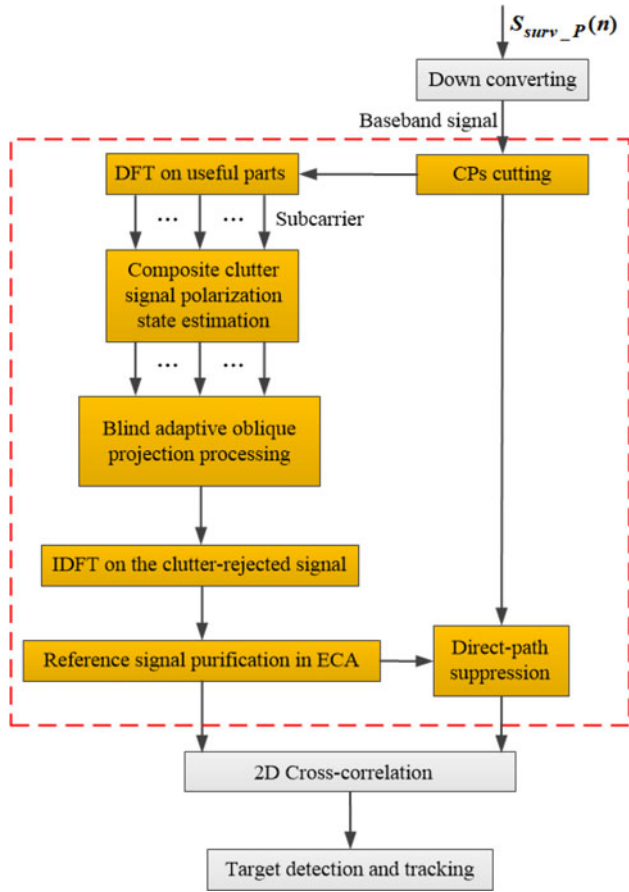 S_{surv_P}(n)
Down converting
Baseband signal
DFT on useful parts
CPs cutting
... ...
Subcarrier
Composite clutter
signal polarization
state estimation
... ...
Blind adaptive oblique
projection processing
IDFT on the clutter-rejected signal
Reference signal purification in ECA
Direct-path
suppression
2D Cross-correlation
Target detection and tracking